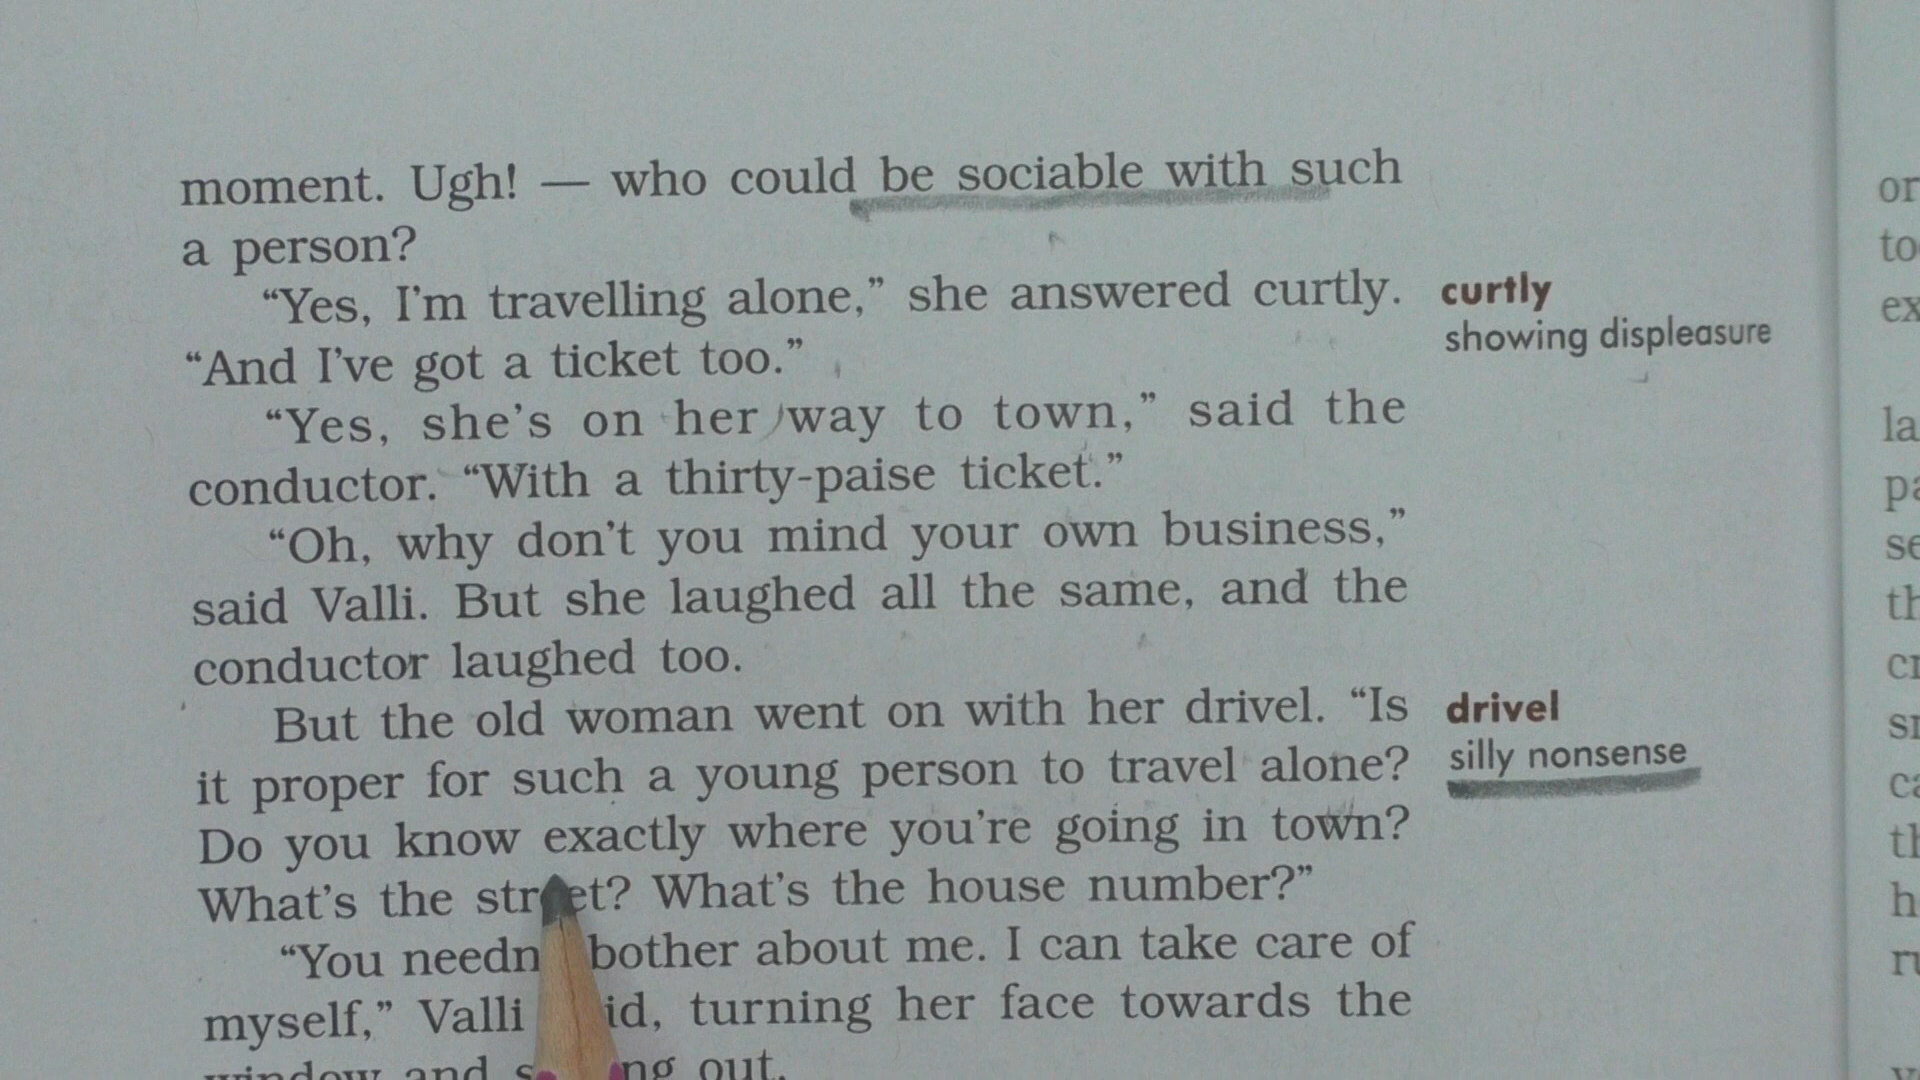 moment. Ugh! — who could be sociable with such
a person?
“Yes, I'm travelling alone,” she answered curtly.
“And I've got a ticket too.”
“Yes, she's on her way to town,” said the
conductor. “With a thirty-paise ticket.”
“Oh, why don't you mind your own business,”
said Valli. But she laughed all the same, and the
conductor laughed too.
But the old woman went on with her drivel. “Is
it proper for such a young person to travel alone?
Do you know exactly where you're going in town?
What's the street? What's the house number?”
“You needn bother about me. I can take care of
myself,” Valli id, turning her face towards the
window and out.
curtly
showing displeasure
drivel
silly nonsense
or
to
ex
la